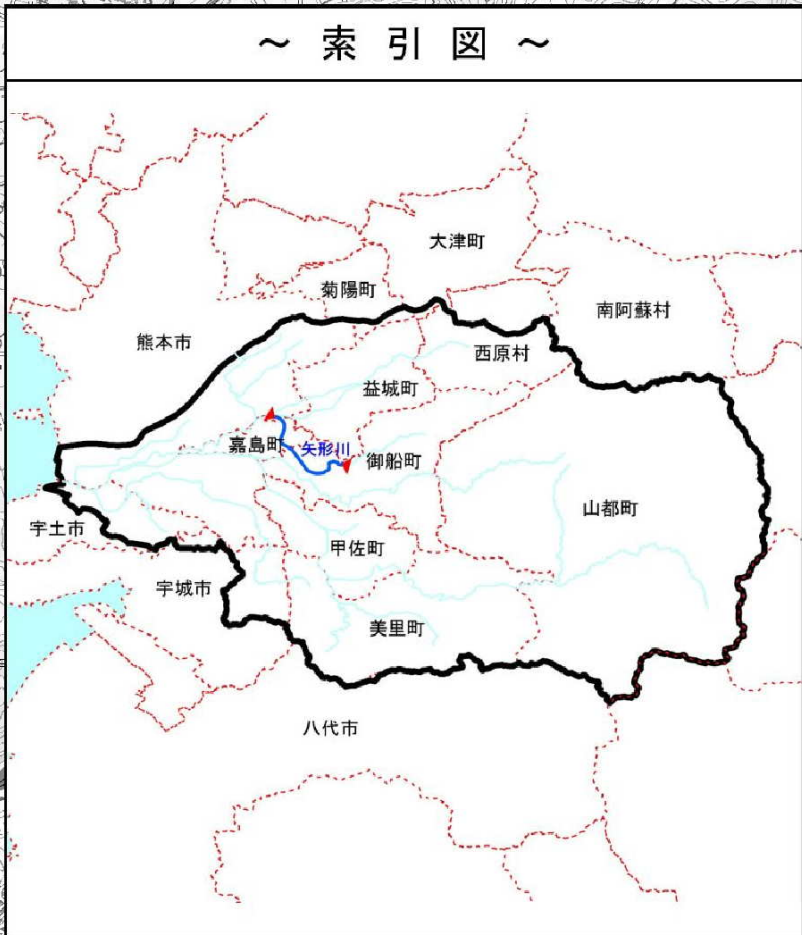 ～ 索 引 図 ～
大津町
菊陽町
南阿蘇村
熊本市
西原村
益城町
嘉島町
矢形川
御船町
山都町
宇土市
甲佐町
宇城市
美里町
八代市